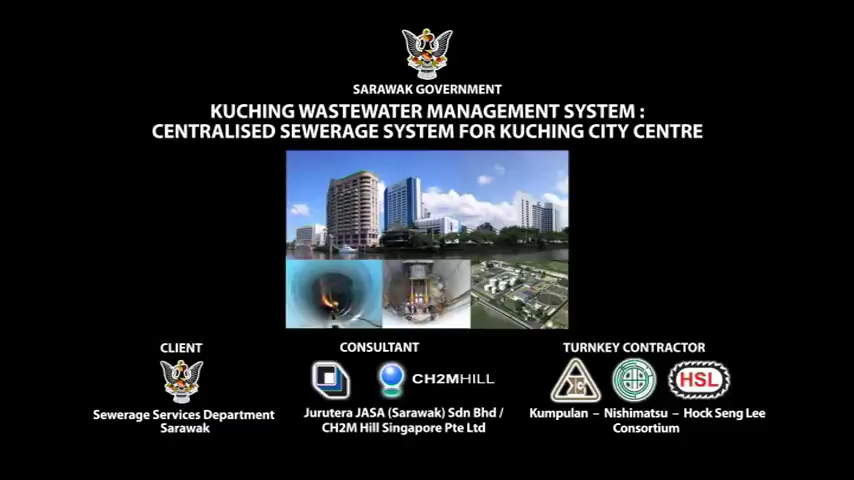 SARAWAK GOVERNMENT
KUCHING WASTEWATER MANAGEMENT SYSTEM :
CENTRALISED SEWERAGE SYSTEM FOR KUCHING CITY CENTRE
CLIENT
Sewerage Services Department
Sarawak
CONSULTANT
CH2MHILL
Jurutera JASA (Sarawak) Sdn Bhd /
CH2M Hill Singapore Pte Ltd
TURNKEY CONTRACTOR
HSL
Kumpulan – Nishimatsu – Hock Seng Lee
Consortium